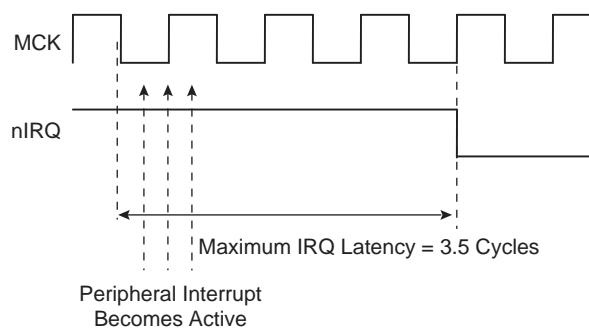 MCK
nIRQ
Maximum IRQ Latency = 3.5 Cycles
Peripheral Interrupt
Becomes Active